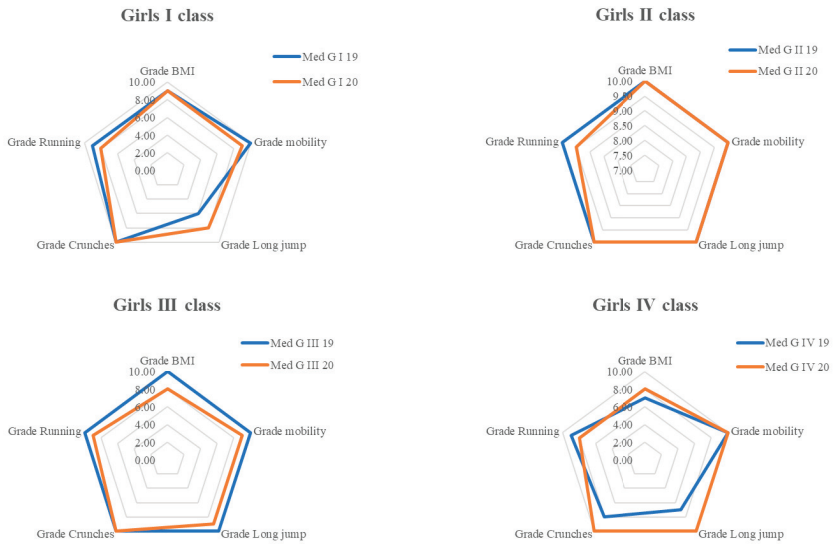 Girls I class
Med G I 19
Med G I 20
Grade BMI
10.00
8.00
6.00
4.00
2.00
0.00
Grade mobility
Grade Long jump
Grade Crunches
Grade Running
Girls II class
Med G II 19
Med G II 20
Grade BMI
10.00
9.50
9.00
8.50
8.00
7.50
7.00
Grade mobility
Grade Long jump
Grade Crunches
Grade Running
Girls III class
Med G III 19
Med G III 20
Grade BMI
10.00
8.00
6.00
4.00
2.00
0.00
Grade mobility
Grade Long jump
Grade Crunches
Grade Running
Girls IV class
Med G IV 19
Med G IV 20
Grade BMI
10.00
8.00
6.00
4.00
2.00
0.00
Grade mobility
Grade Long jump
Grade Crunches
Grade Running